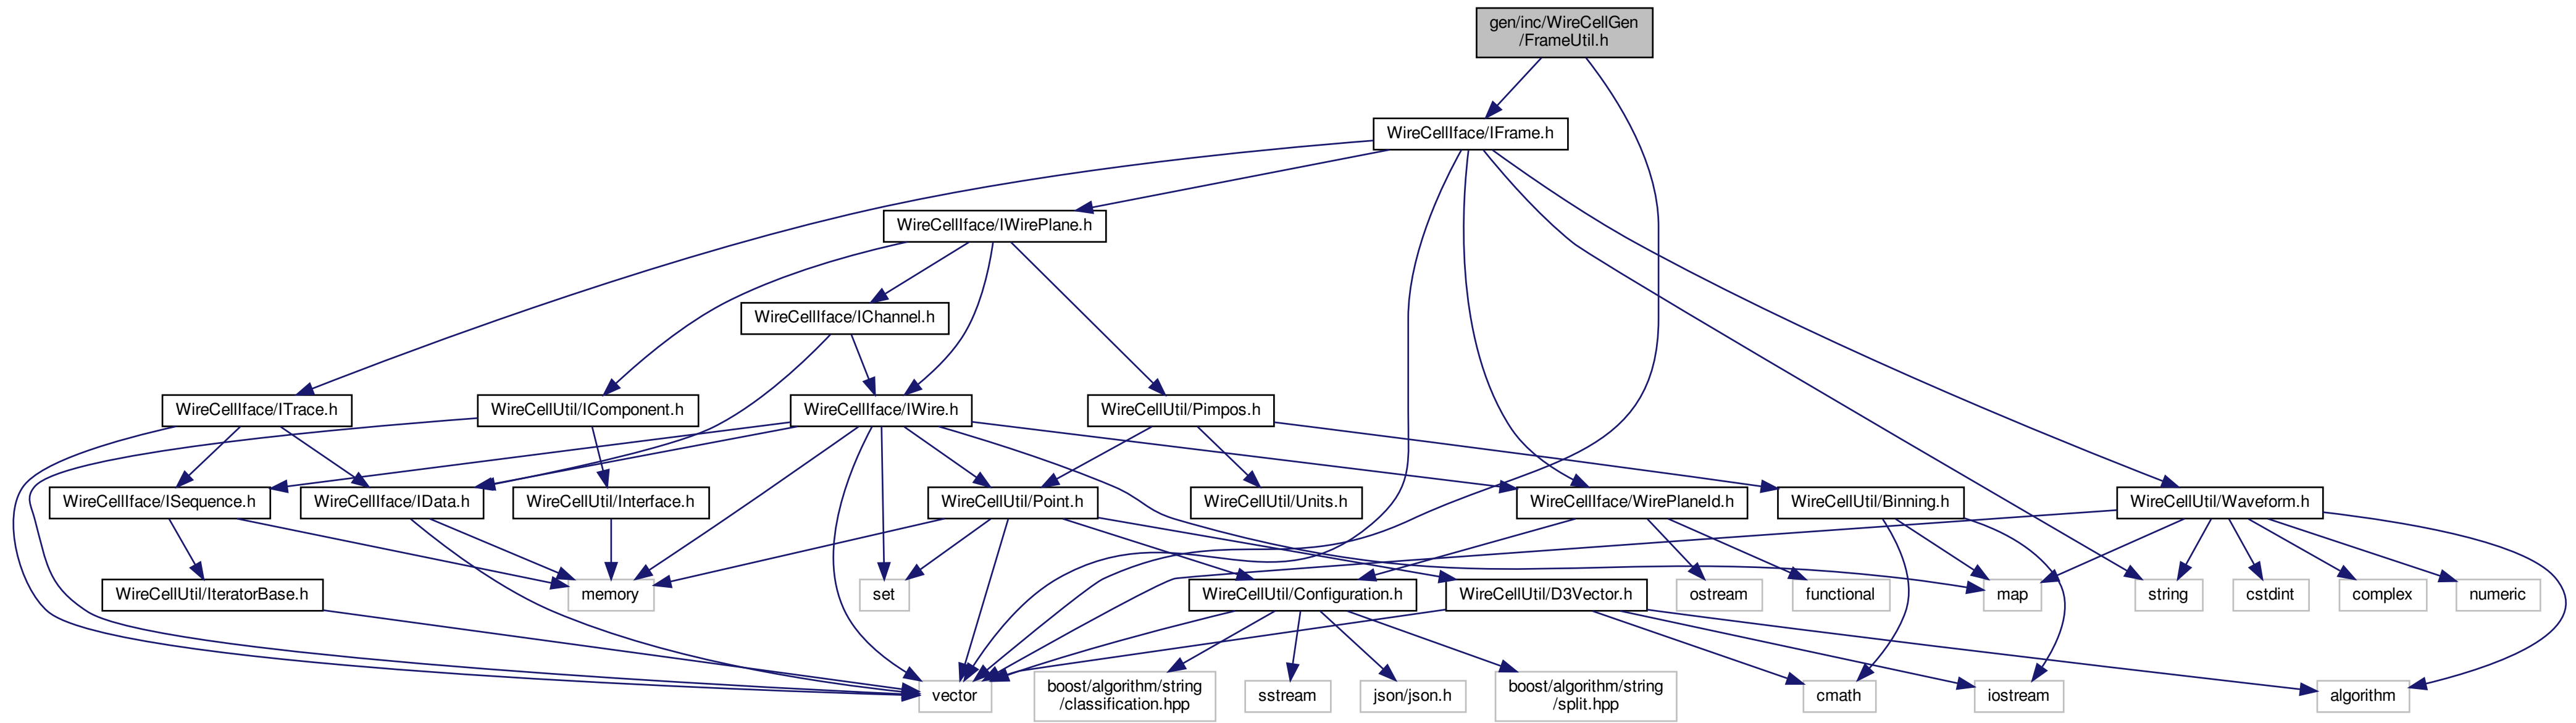 gen/inc/WireCellGen
/FrameUtil.h
WireCellIface/IFrame.h
WireCellIface/IWirePlane.h
WireCellIface/IChannel.h
WireCellIface/ITrace.h
WireCellUtil/IComponent.h
WireCellIface/IWire.h
WireCellUtil/Pimpos.h
WireCellIface/ISequence.h
WireCellIface/IData.h
WireCellUtil/Interface.h
WireCellUtil/Point.h
WireCellUtil/Units.h
WireCellIface/WirePlaneId.h
WireCellUtil/Binning.h
WireCellUtil/Waveform.h
WireCellUtil/IteratorBase.h
memory
set
WireCellUtil/Configuration.h
WireCellUtil/D3Vector.h
ostream
functional
map
string
cstdint
complex
numeric
vector
boost/algorithm/string
/classification.hpp
sstream
json/json.h
boost/algorithm/string
/split.hpp
cmath
iostream
algorithm